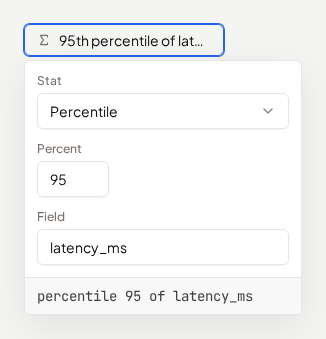 Σ 95th percentile of lat...
Stat
Percentile
Percent
95
Field
latency_ms
percentile 95 of latency_ms